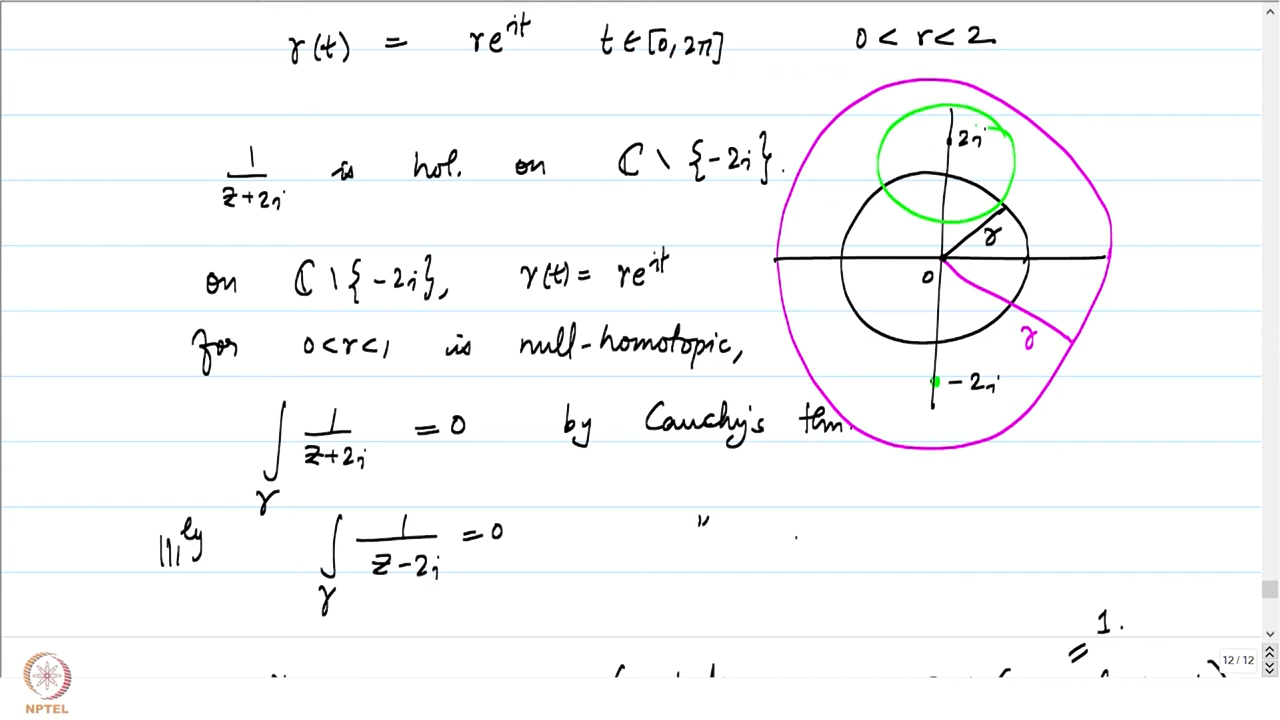 γ(t) = re^{it} t ∈ [0, 2π] 0 < r < 2
1/(z+2i) is hol. on ℂ \ {-2i}.
on ℂ \ {-2i}, γ(t) = re^{it}
for 0<r<1 is null-homotopic,
∫_γ 1/(z+2i) = 0 by Cauchy's thm.
|||ly ∫_γ 1/(z-2i) = 0 〃 .
= 1.
2i
r
0
r
-2i
12 / 12
NPTEL